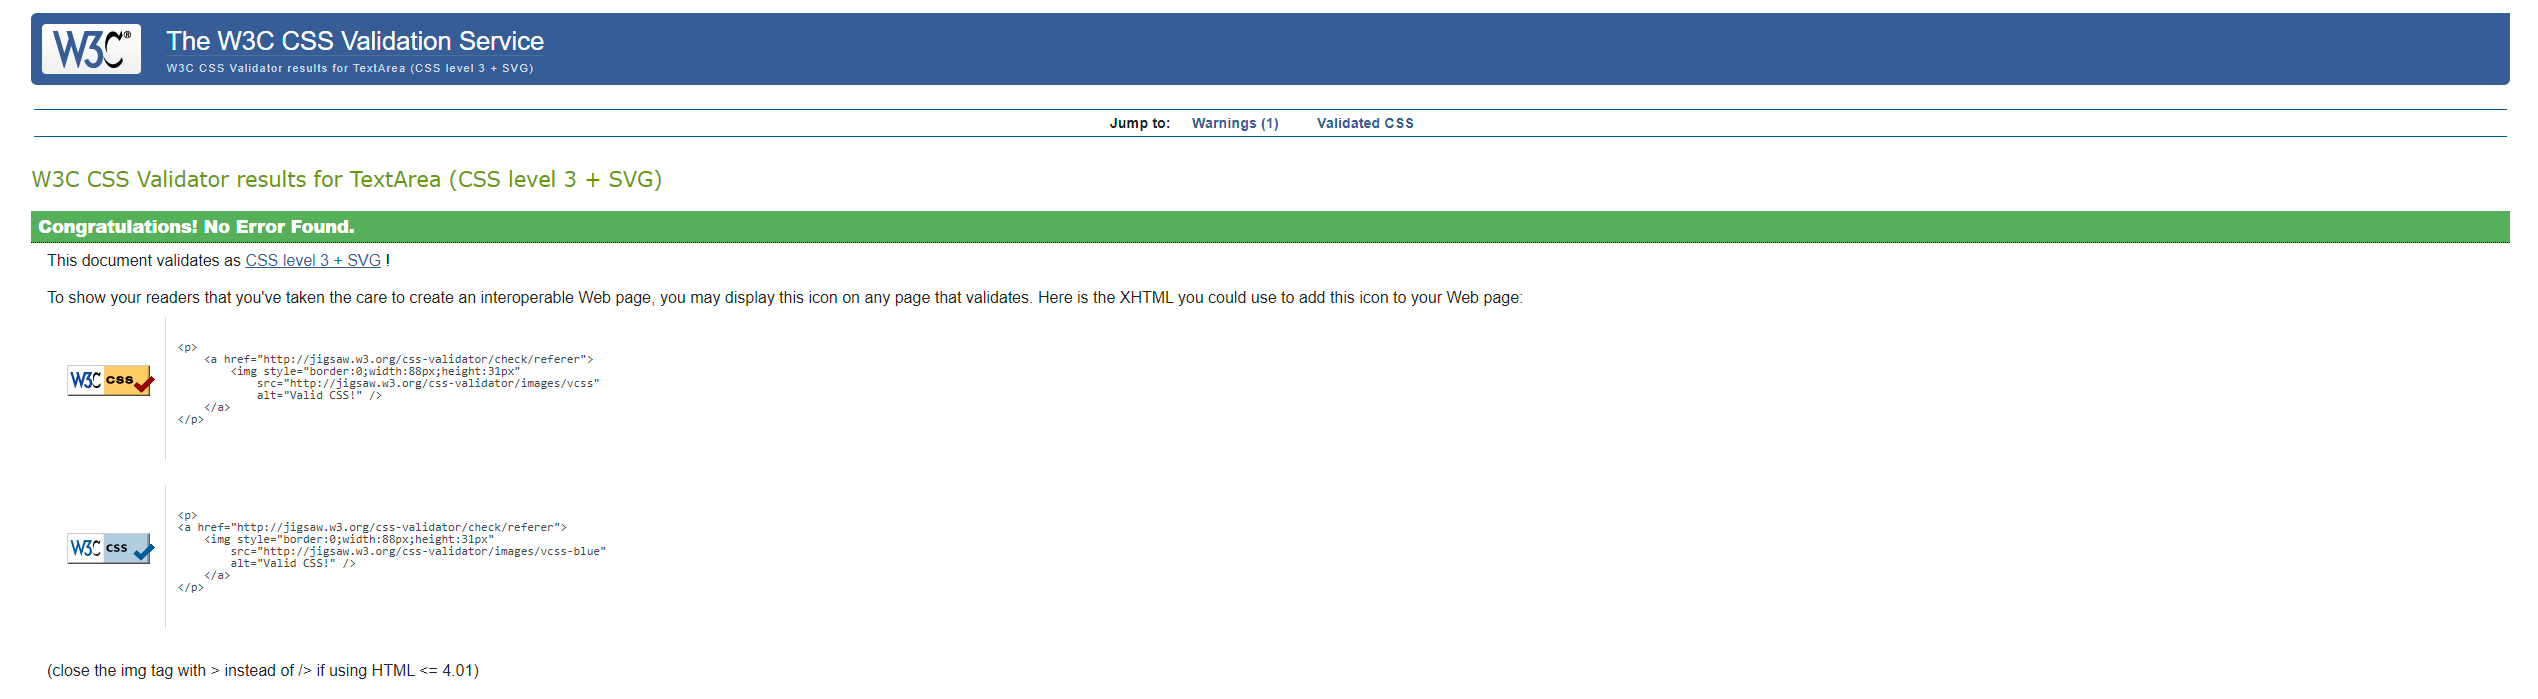 W3C®
The W3C CSS Validation Service
W3C CSS Validator results for TextArea (CSS level 3 + SVG)
Jump to: Warnings (1) Validated CSS
W3C CSS Validator results for TextArea (CSS level 3 + SVG)
Congratulations! No Error Found.
This document validates as CSS level 3 + SVG !
To show your readers that you've taken the care to create an interoperable Web page, you may display this icon on any page that validates. Here is the XHTML you could use to add this icon to your Web page:
W3C css
<p>
<a href="http://jigsaw.w3.org/css-validator/check/referer">
<img style="border:0;width:88px;height:31px"
src="http://jigsaw.w3.org/css-validator/images/vcss"
alt="Valid CSS!" />
</a>
</p>
W3C css
<p>
<a href="http://jigsaw.w3.org/css-validator/check/referer">
<img style="border:0;width:88px;height:31px"
src="http://jigsaw.w3.org/css-validator/images/vcss-blue"
alt="Valid CSS!" />
</a>
</p>
(close the img tag with > instead of /> if using HTML <= 4.01)